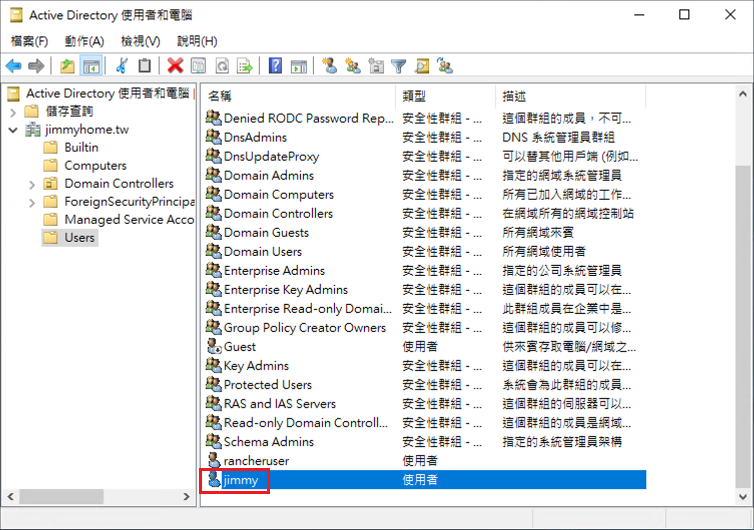 Active Directory 使用者和電腦
檔案(F) 動作(A) 檢視(V) 說明(H)
Active Directory 使用者和電腦
儲存查詢
jimmyhome.tw
Builtin
Computers
Domain Controllers
ForeignSecurityPrincipa
Managed Service Acco
Users
名稱 類型 描述
Denied RODC Password Rep... 安全性群組 - ... 這個群組的成員，不可...
DnsAdmins 安全性群組 - ... DNS 系統管理員群組
DnsUpdateProxy 安全性群組 - ... 可以替其他用戶端 (例如...
Domain Admins 安全性群組 - ... 指定的網域系統管理員
Domain Computers 安全性群組 - ... 所有已加入網域的工作...
Domain Controllers 安全性群組 - ... 在網域所有的網域控制站
Domain Guests 安全性群組 - ... 所有網域來賓
Domain Users 安全性群組 - ... 所有網域使用者
Enterprise Admins 安全性群組 - ... 指定的公司系統管理員
Enterprise Key Admins 安全性群組 - ... 這個群組的成員可以在...
Enterprise Read-only Domai... 安全性群組 - ... 此群組成員在企業中是...
Group Policy Creator Owners 安全性群組 - ... 這個群組的成員可以修...
Guest 使用者 供來賓存取電腦/網域之...
Key Admins 安全性群組 - ... 這個群組的成員可以在...
Protected Users 安全性群組 - ... 系統會為此群組的成員...
RAS and IAS Servers 安全性群組 - ... 這個群組的伺服器可以...
Read-only Domain Controll... 安全性群組 - ... 這個群組的成員是網域...
Schema Admins 安全性群組 - ... 指定的系統管理員架構
rancheruser 使用者
jimmy 使用者